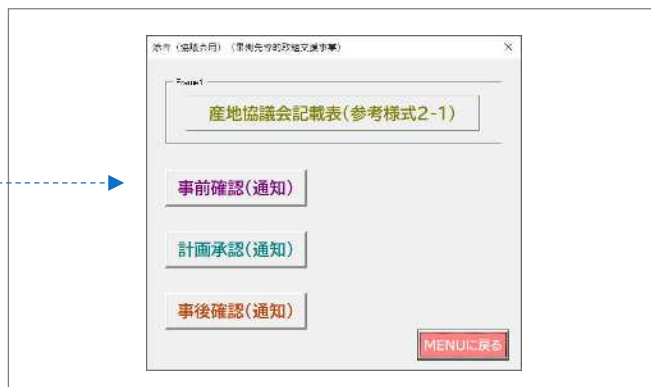 Frame1
産地協議会記載表(参考様式2-1)
事前確認(通知)
計画承認(通知)
事後確認(通知)
MENUに戻る